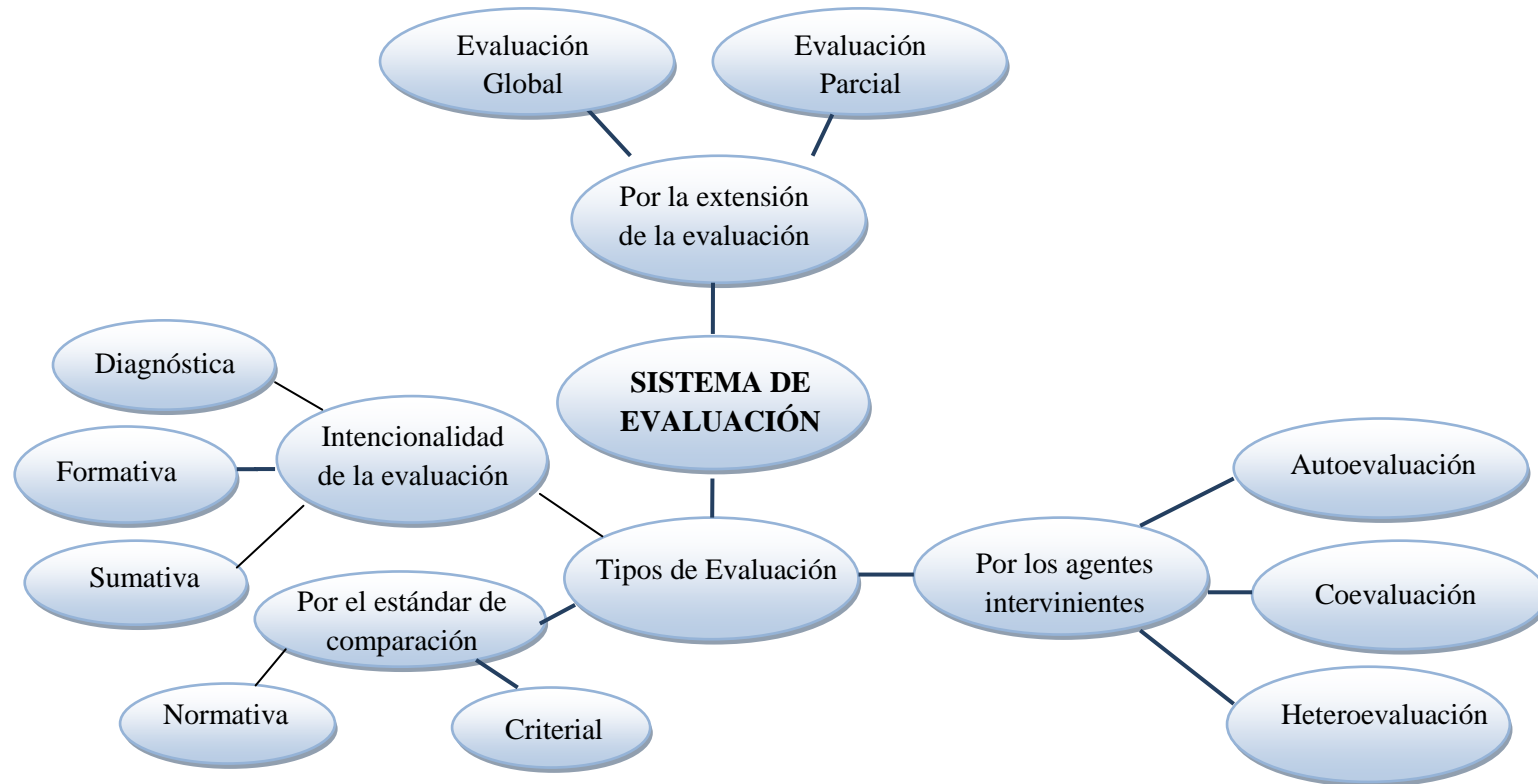 Evaluación
Global
Evaluación
Parcial
Por la extensión
de la evaluación
SISTEMA DE
EVALUACIÓN
Diagnóstica
Intencionalidad
de la evaluación
Formativa
Sumativa
Tipos de Evaluación
Por el estándar de
comparación
Normativa
Criterial
Por los agentes
intervinientes
Autoevaluación
Coevaluación
Heteroevaluación